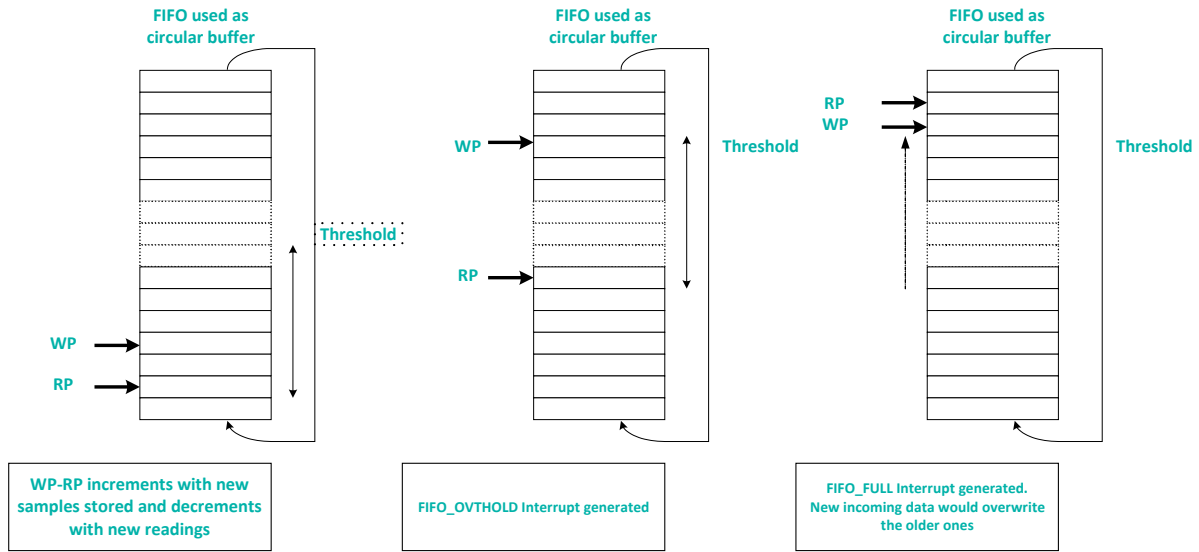 FIFO used as
circular buffer
Threshold
WP
RP
WP-RP increments with new
samples stored and decrements
with new readings
FIFO used as
circular buffer
WP
Threshold
RP
FIFO_OVTHOLD Interrupt generated
FIFO used as
circular buffer
RP
WP
Threshold
FIFO_FULL Interrupt generated.
New incoming data would overwrite
the older ones